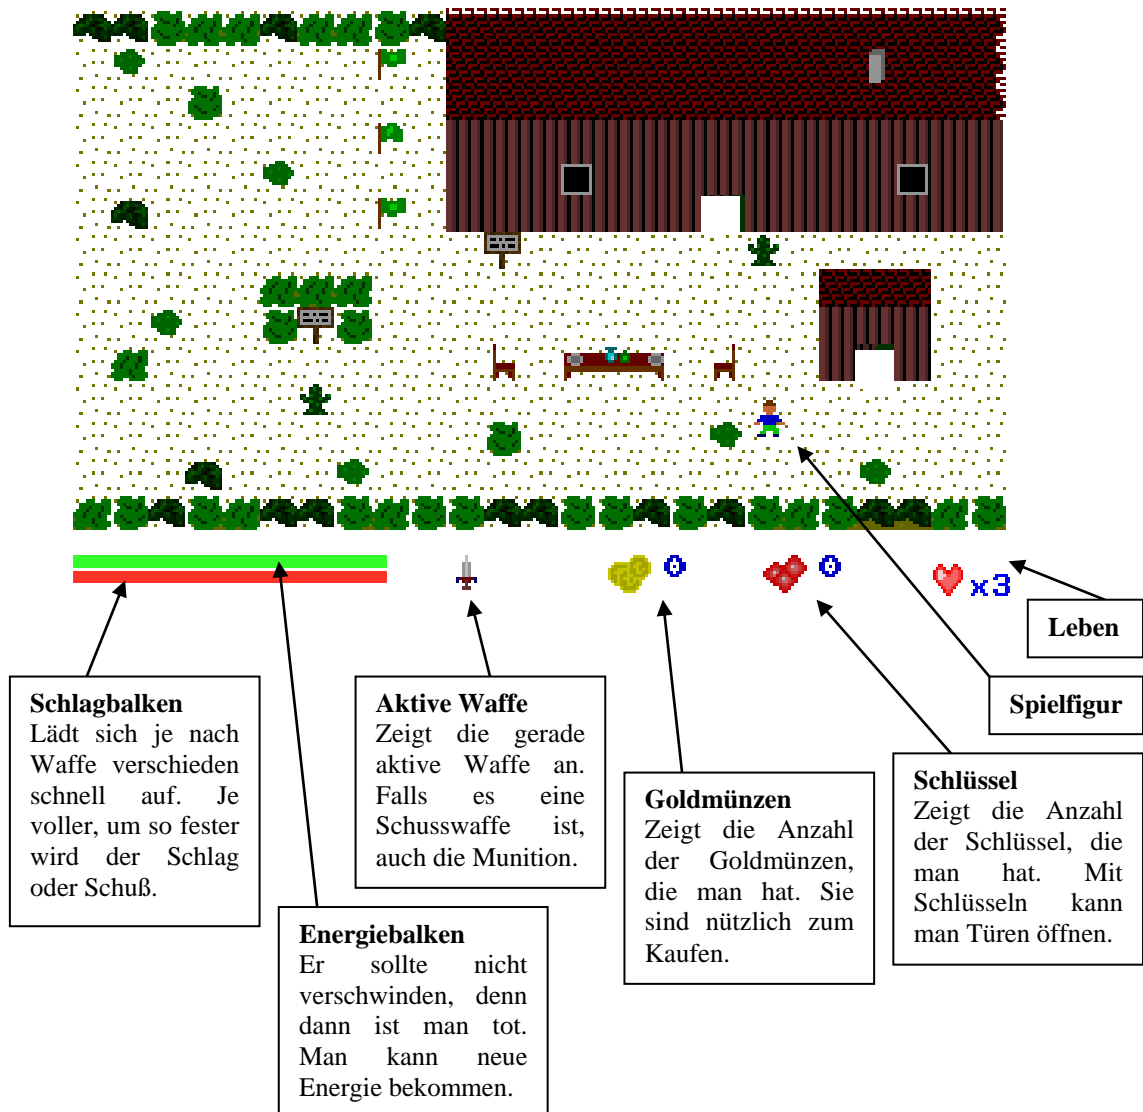 0 0 x3
Leben
Spielfigur
Schlagbalken
Lädt sich je nach
Waffe verschieden
schnell auf. Je
voller, um so fester
wird der Schlag
oder Schuß.
Aktive Waffe
Zeigt die gerade
aktive Waffe an.
Falls es eine
Schusswaffe ist,
auch die Munition.
Goldmünzen
Zeigt die Anzahl
der Goldmünzen,
die man hat. Sie
sind nützlich zum
Kaufen.
Schlüssel
Zeigt die Anzahl
der Schlüssel, die
man hat. Mit
Schlüsseln kann
man Türen öffnen.
Energiebalken
Er sollte nicht
verschwinden, denn
dann ist man tot.
Man kann neue
Energie bekommen.